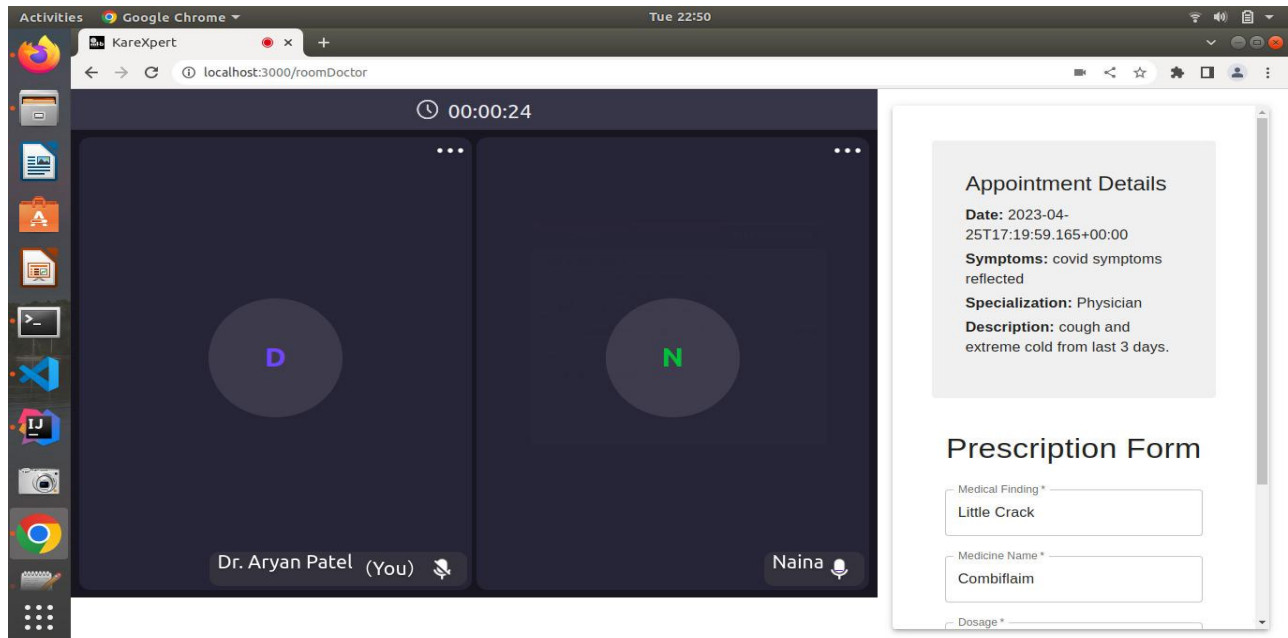 Activities Google Chrome Tue 22:50
KareXpert
localhost:3000/roomDoctor
00:00:24
D
Dr. Aryan Patel (You)
N
Naina
Appointment Details
Date: 2023-04-
25T17:19:59.165+00:00
Symptoms: covid symptoms
reflected
Specialization: Physician
Description: cough and
extreme cold from last 3 days.
Prescription Form
Medical Finding *
Little Crack
Medicine Name *
Combiflaim
Dosage *